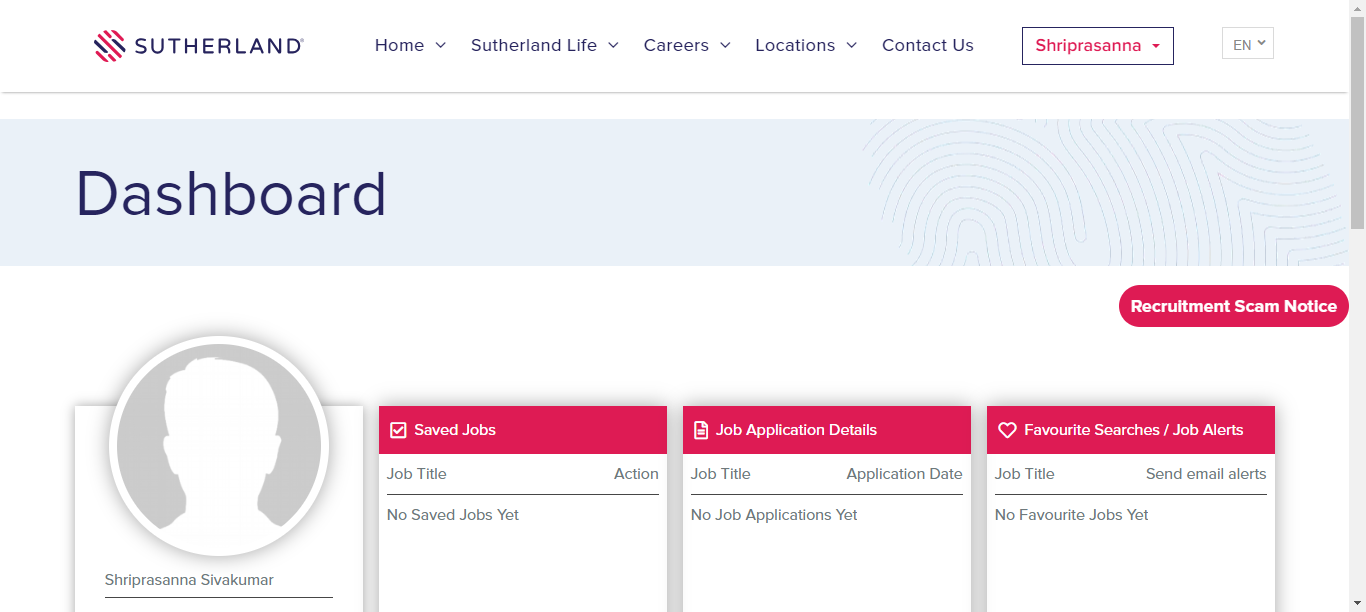 SUTHERLAND®
Home
Sutherland Life
Careers
Locations
Contact Us
Shriprasanna
EN
Dashboard
Recruitment Scam Notice
Shriprasanna Sivakumar
Saved Jobs
Job Title Action
No Saved Jobs Yet
Job Application Details
Job Title Application Date
No Job Applications Yet
Favourite Searches / Job Alerts
Job Title Send email alerts
No Favourite Jobs Yet